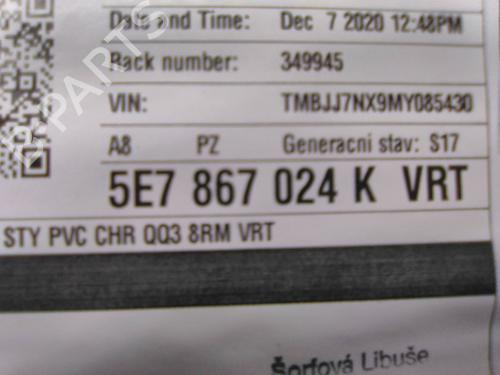 Date and Time: Dec 7 2020 12:48PM
Rack number: 349945
VIN: TMBJJ7NX9MY085430
A8 PZ Generacni stav: S17
5E7 867 024 K VRT
STY PVC CHR QQ3 8RM VRT
Šorfová Libuše
B-PARTS